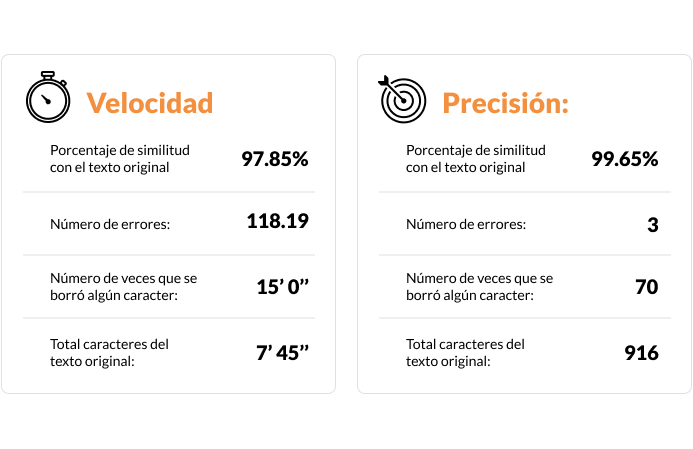 Velocidad
Porcentaje de similitud
con el texto original
97.85%
Número de errores:
118.19
Número de veces que se
borró algún caracter:
15’ 0’’
Total caracteres del
texto original:
7’ 45’’
Precisión:
Porcentaje de similitud
con el texto original
99.65%
Número de errores:
3
Número de veces que se
borró algún caracter:
70
Total caracteres del
texto original:
916